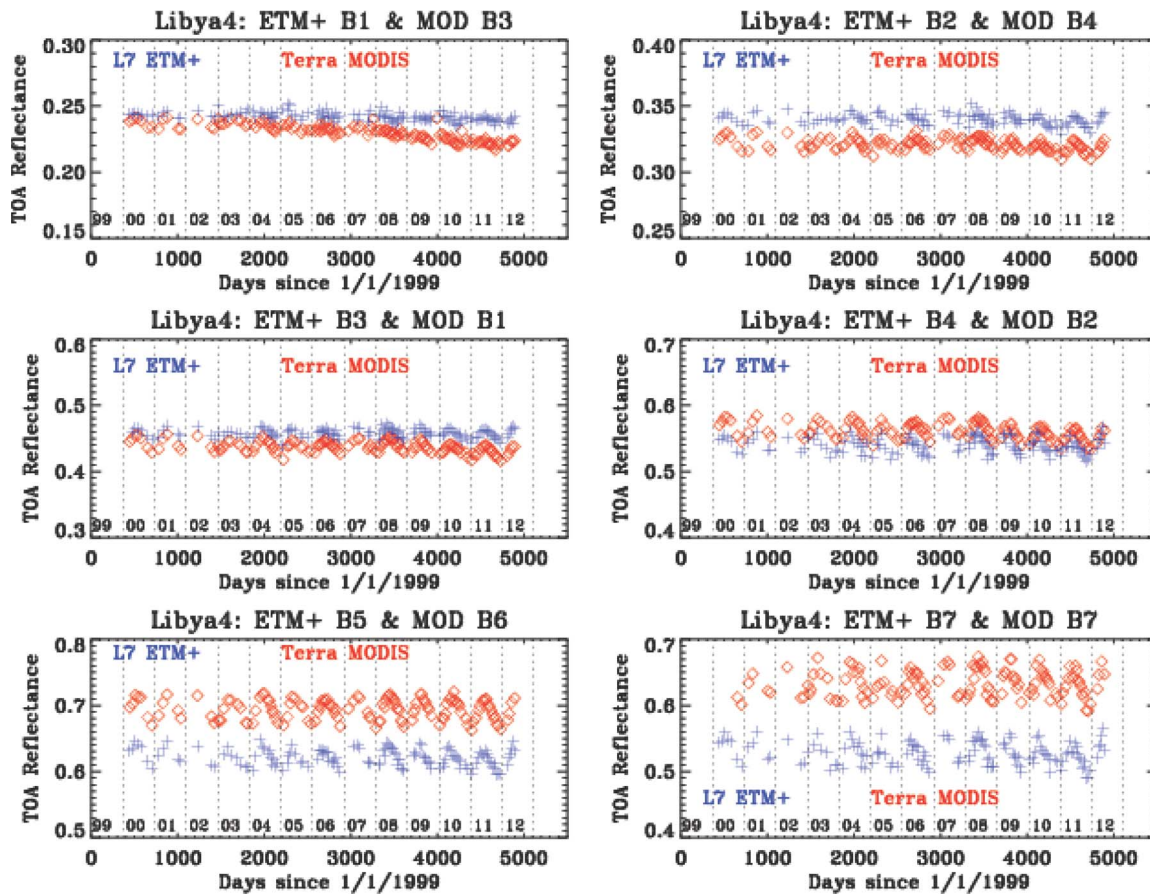 Libya4: ETM+ B1 & MOD B3
0.30
L7 ETM+ Terra MODIS
0.25
0.20
0.15
TOA Reflectance
99 00 01 02 03 04 05 06 07 08 09 10 11 12
0 1000 2000 3000 4000 5000
Days since 1/1/1999
Libya4: ETM+ B2 & MOD B4
0.40
L7 ETM+ Terra MODIS
0.35
0.30
0.25
TOA Reflectance
99 00 01 02 03 04 05 06 07 08 09 10 11 12
0 1000 2000 3000 4000 5000
Days since 1/1/1999
Libya4: ETM+ B3 & MOD B1
0.6
L7 ETM+ Terra MODIS
0.5
0.4
0.3
TOA Reflectance
99 00 01 02 03 04 05 06 07 08 09 10 11 12
0 1000 2000 3000 4000 5000
Days since 1/1/1999
Libya4: ETM+ B4 & MOD B2
0.7
L7 ETM+ Terra MODIS
0.6
0.5
0.4
TOA Reflectance
99 00 01 02 03 04 05 06 07 08 09 10 11 12
0 1000 2000 3000 4000 5000
Days since 1/1/1999
Libya4: ETM+ B5 & MOD B6
0.8
L7 ETM+ Terra MODIS
0.7
0.6
0.5
TOA Reflectance
99 00 01 02 03 04 05 06 07 08 09 10 11 12
0 1000 2000 3000 4000 5000
Days since 1/1/1999
Libya4: ETM+ B7 & MOD B7
0.7
0.6
0.5
L7 ETM+ Terra MODIS
0.4
TOA Reflectance
99 00 01 02 03 04 05 06 07 08 09 10 11 12
0 1000 2000 3000 4000 5000
Days since 1/1/1999